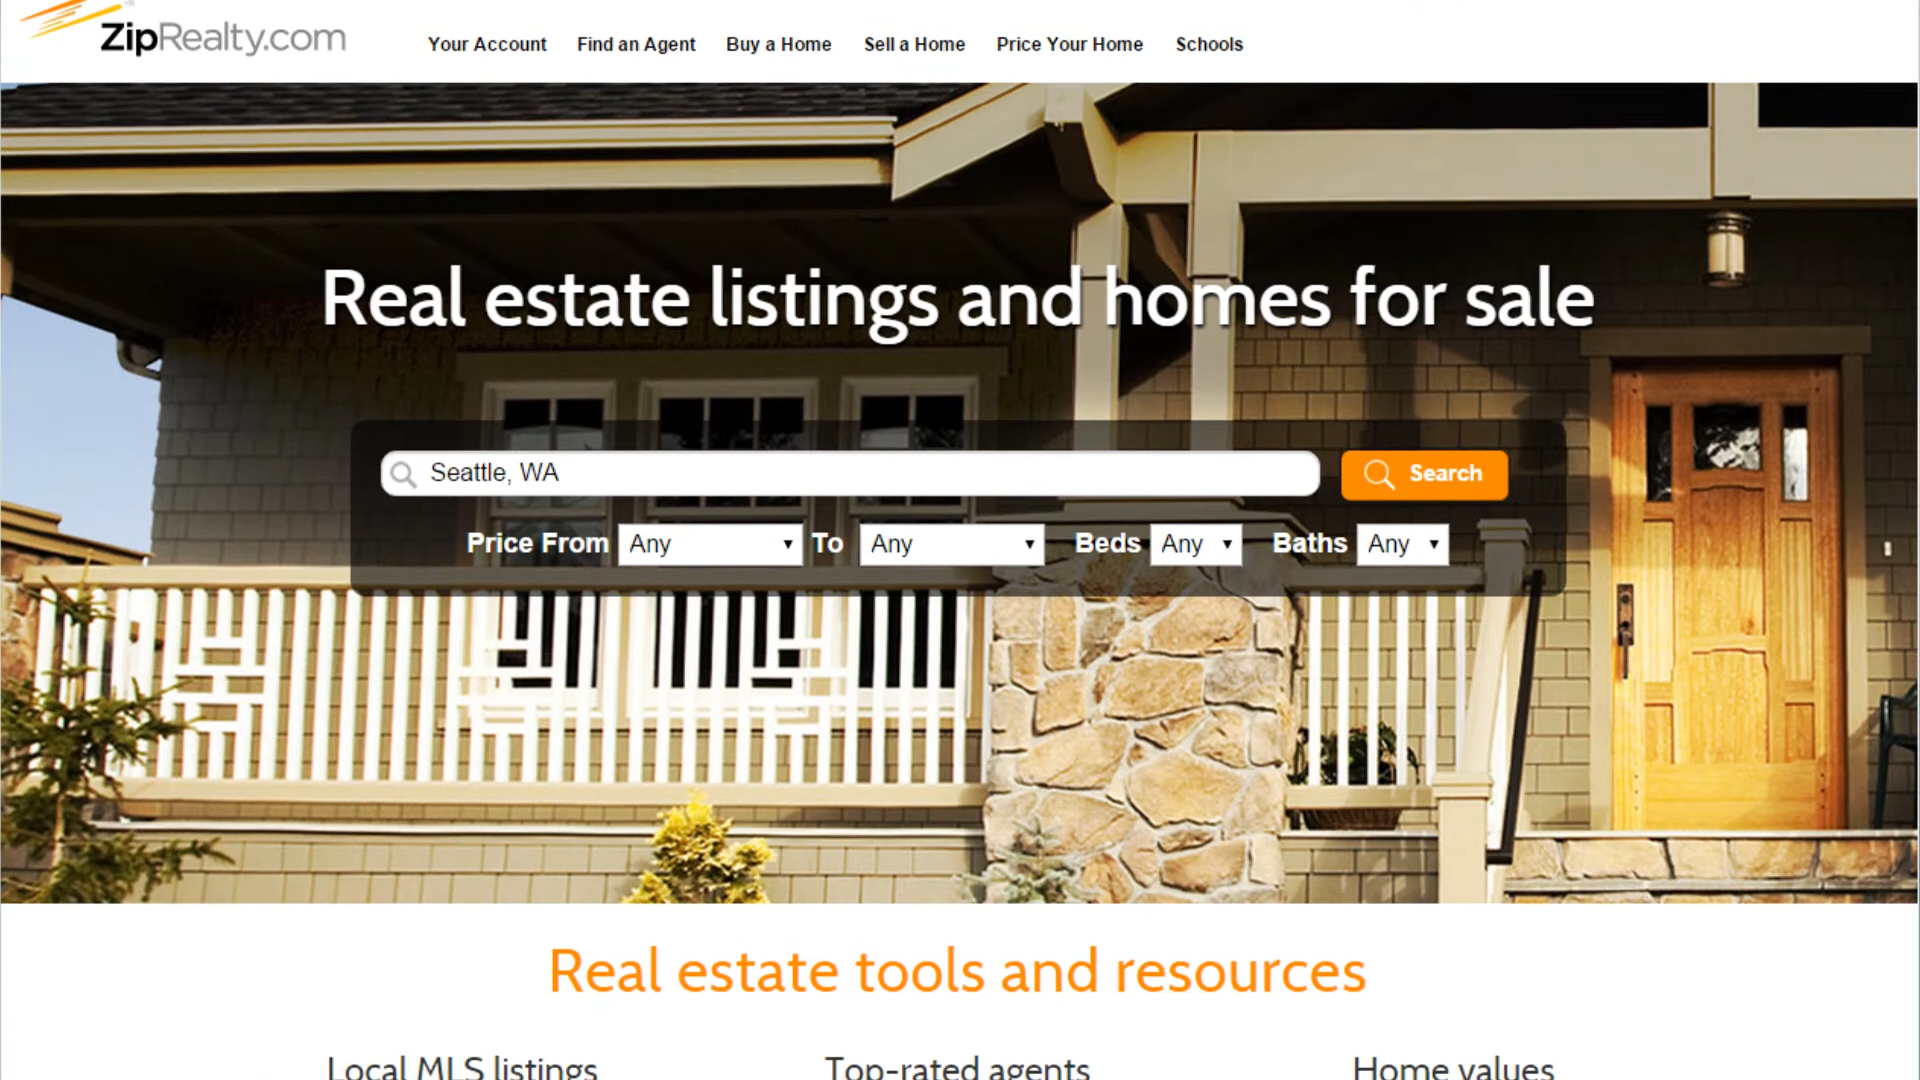 ZipRealty.com
Your Account Find an Agent Buy a Home Sell a Home Price Your Home Schools
Real estate listings and homes for sale
Seattle, WA
Search
Price From Any To Any Beds Any Baths Any
Real estate tools and resources
Local MLS listings Top-rated agents Home values